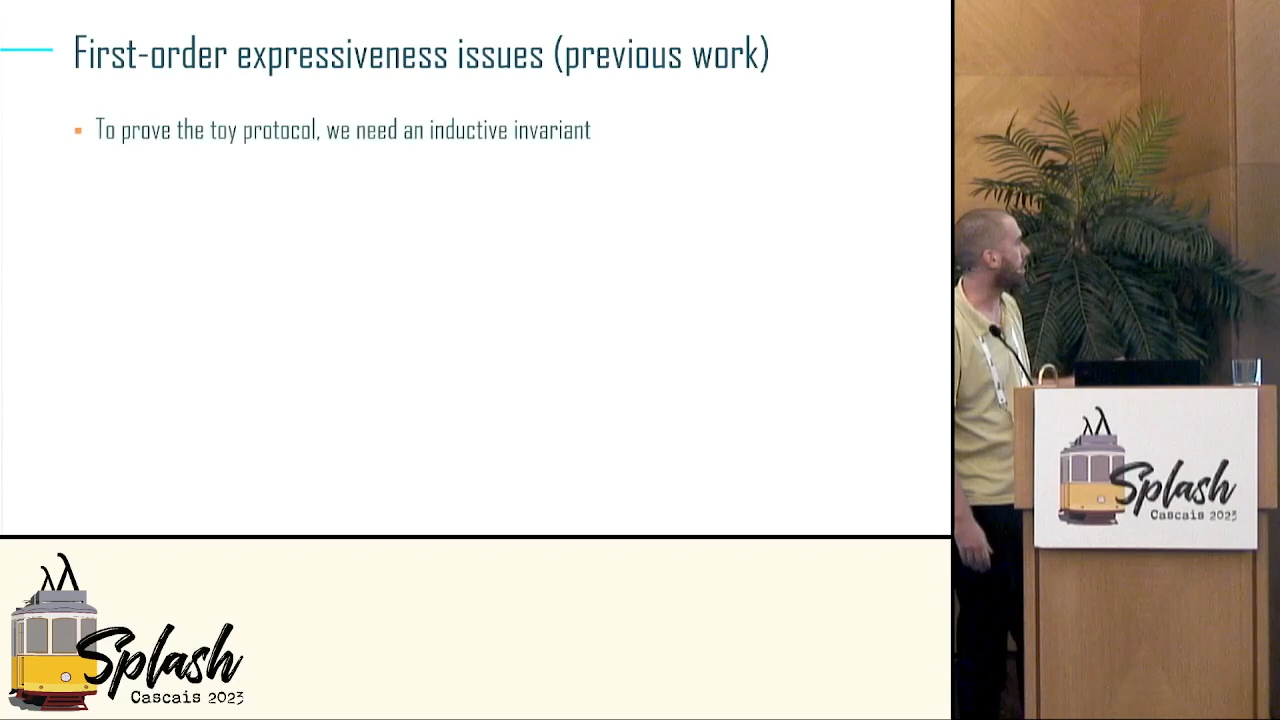 First-order expressiveness issues (previous work)
To prove the toy protocol, we need an inductive invariant
Splash
Cascais 2023
Splash
Cascais 2023